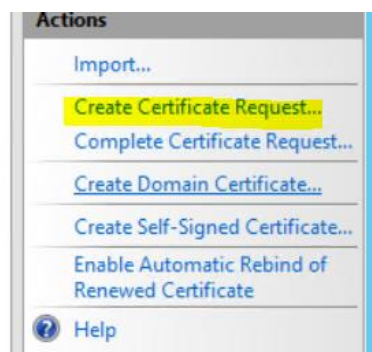 Actions
Import...
Create Certificate Request...
Complete Certificate Request...
Create Domain Certificate...
Create Self-Signed Certificate...
Enable Automatic Rebind of
Renewed Certificate
Help